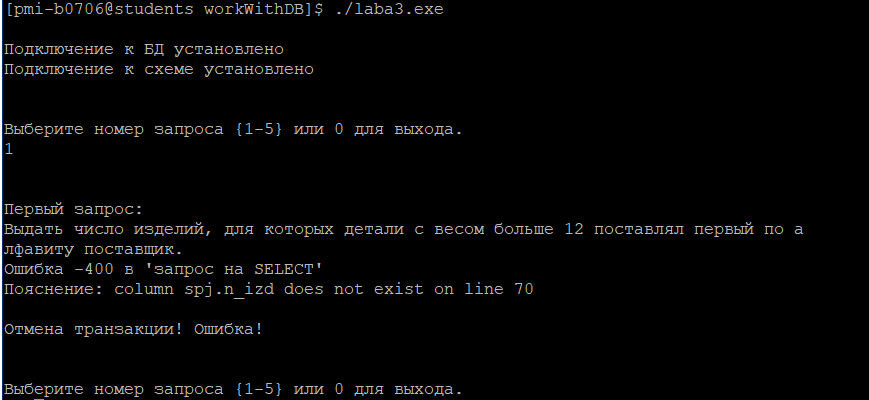 [pmi-b0706@students workWithDB]$ ./laba3.exe
Подключение к БД установлено
Подключение к схеме установлено
Выберите номер запроса {1-5} или 0 для выхода.
1
Первый запрос:
Выдать число изделий, для которых детали с весом больше 12 поставлял первый по а
лфавиту поставщик.
Ошибка -400 в 'запрос на SELECT'
Пояснение: column spj.n_izd does not exist on line 70
Отмена транзакции! Ошибка!
Выберите номер запроса {1-5} или 0 для выхода.